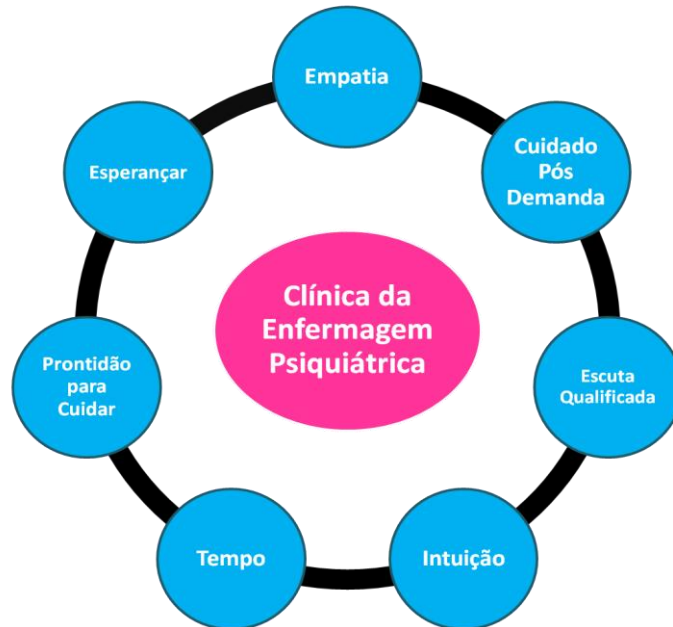 Empatia
Cuidado
Pós
Demanda
Escuta
Qualificada
Intuição
Tempo
Prontidão
para
Cuidar
Esperançar
Clínica da
Enfermagem
Psiquiátrica